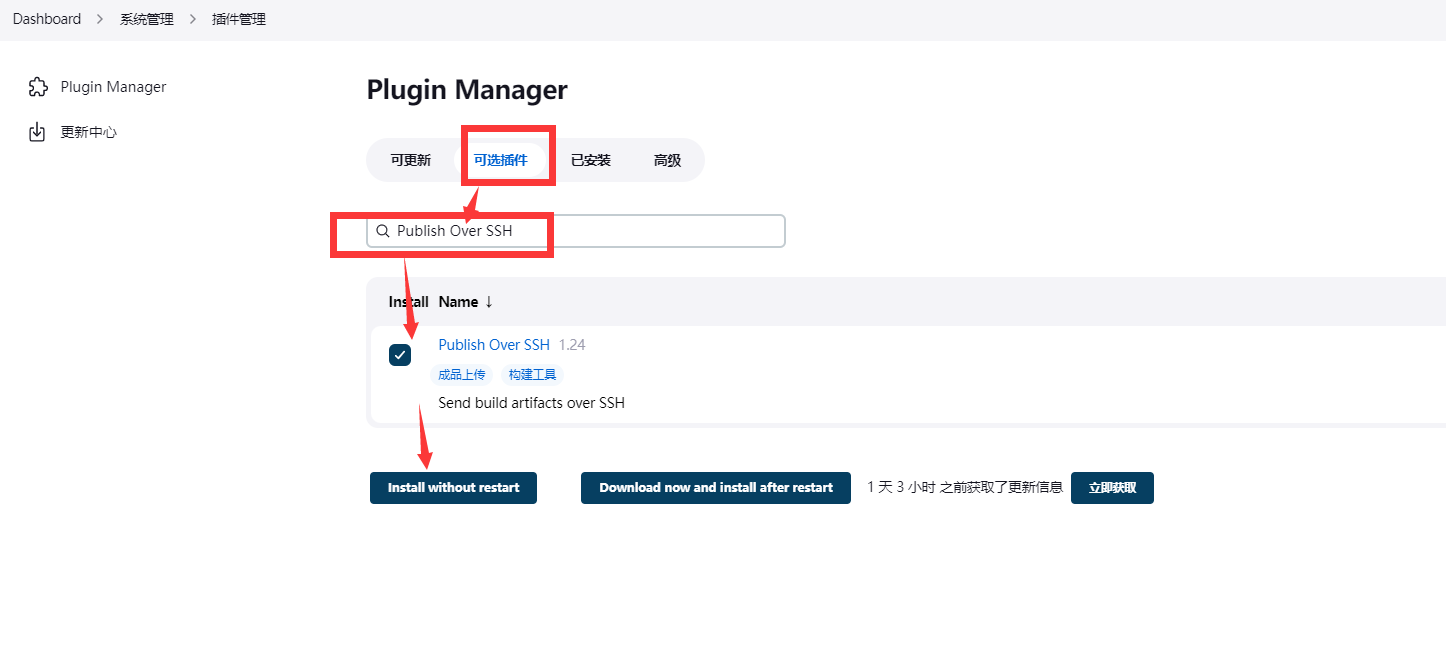 Dashboard > 系统管理 > 插件管理
Plugin Manager
更新中心
Plugin Manager
可更新 可选插件 已安装 高级
Publish Over SSH
Install Name ↓
Publish Over SSH 1.24
成品上传 构建工具
Send build artifacts over SSH
Install without restart Download now and install after restart 1 天 3 小时 之前获取了更新信息 立即获取